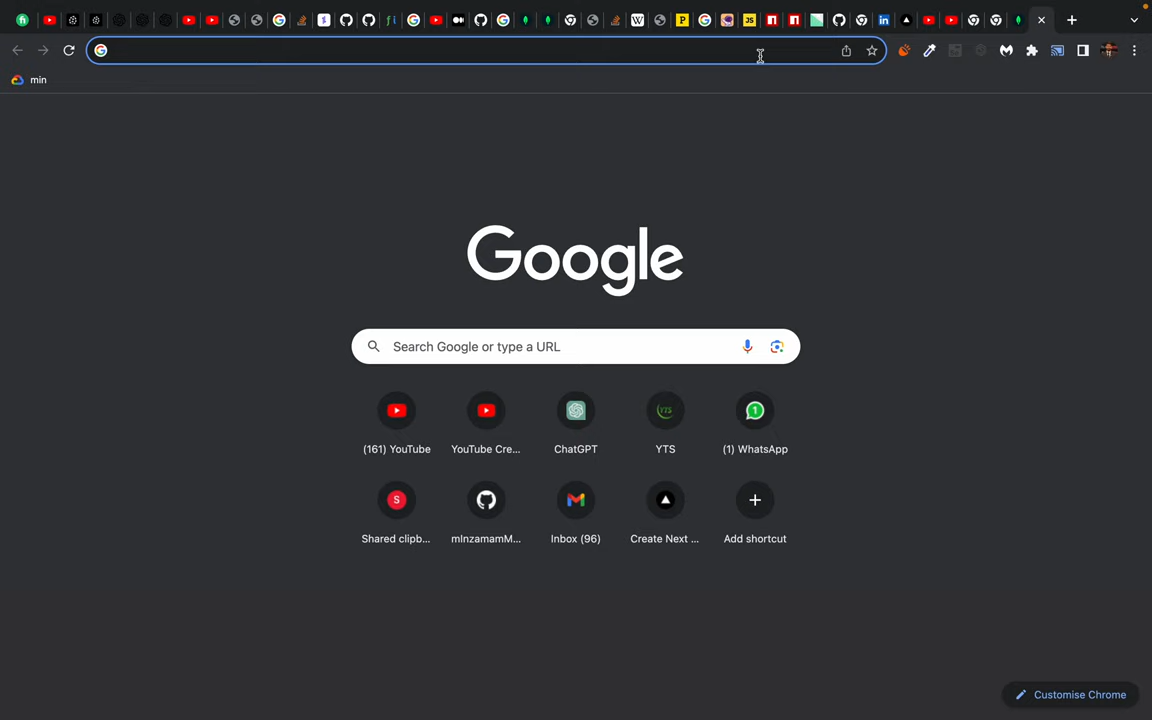 min
Google
Search Google or type a URL
(161) YouTube
YouTube Cre...
ChatGPT
YTS
(1) WhatsApp
Shared clipb...
mInzamamM...
Inbox (96)
Create Next ...
Add shortcut
Customise Chrome